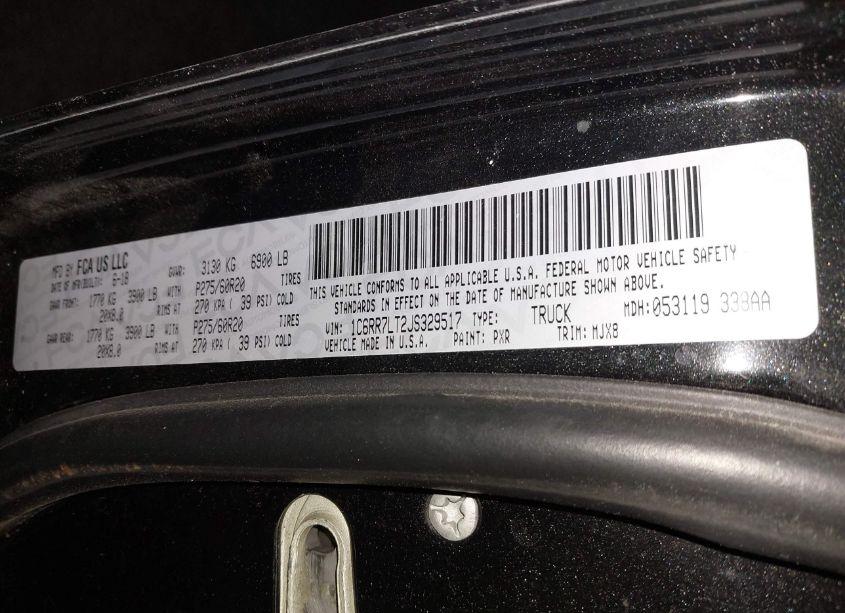 MFD BY FCA US LLC
DATE OF MFR(BUILT): 6-18 GVWR: 3130 KG 6900 LB
GAWR FRONT: 1770 KG 3900 LB WITH P275/60R20 TIRES
20X8.0 RIMS AT 270 KPA ( 39 PSI) COLD
GAWR REAR: 1770 KG 3900 LB WITH P275/60R20 TIRES
20X8.0 RIMS AT 270 KPA ( 39 PSI) COLD
THIS VEHICLE CONFORMS TO ALL APPLICABLE U.S.A. FEDERAL MOTOR VEHICLE SAFETY
STANDARDS IN EFFECT ON THE DATE OF MANUFACTURE SHOWN ABOVE.
VIN: 1C6RR7LT2JS329517 TYPE: TRUCK MDH:053119 338AA
VEHICLE MADE IN U.S.A. PAINT: PXR TRIM: MJX8